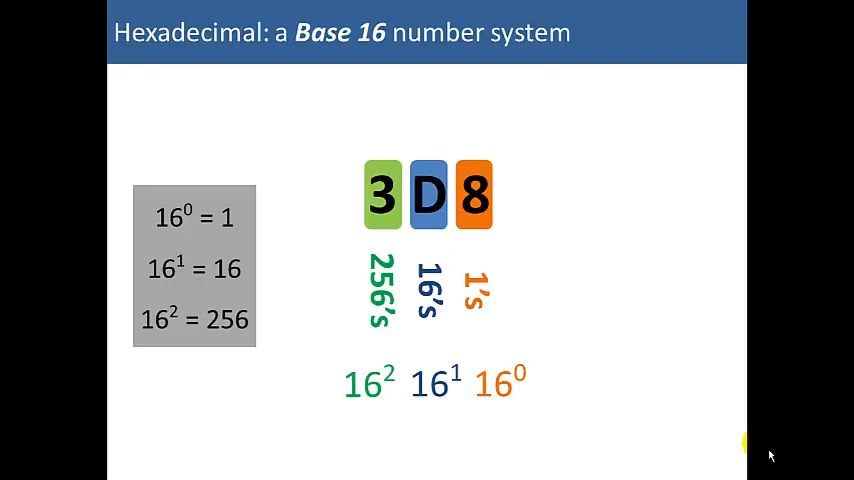 Hexadecimal: a Base 16 number system
3 D 8
16⁰ = 1
16¹ = 16
16² = 256
256's 16's 1's
16² 16¹ 16⁰